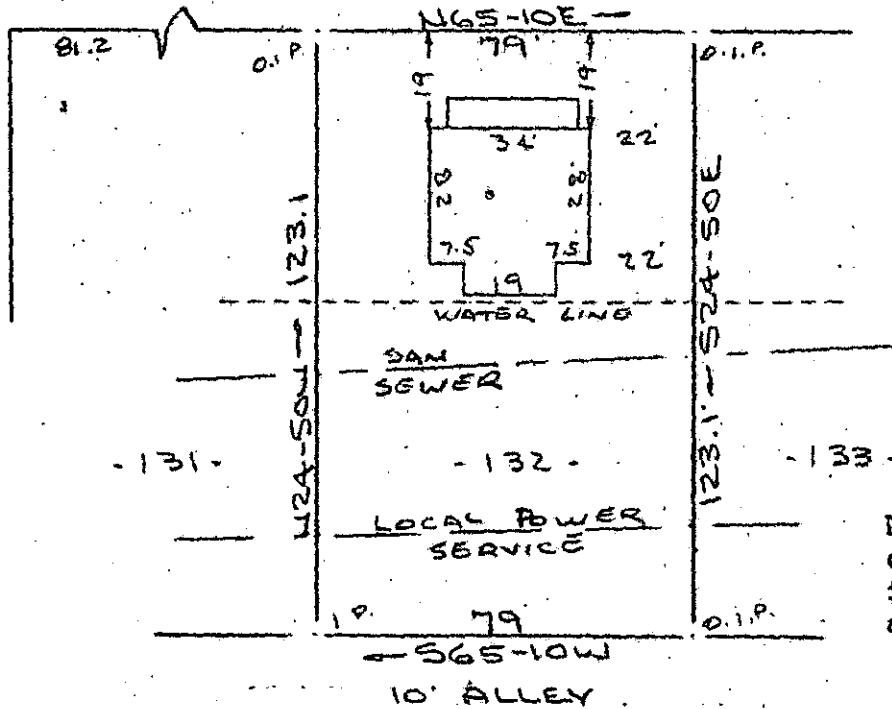 N65-10E
81.2
79'
O.I.P.
O.I.P.
19
19
34'
22'
28
28'
7.5
7.5
22'
19
WATER LINE
N24-50W — 123.1
123.1' — S24-50E
SAN
SEWER
- 131 -
- 132 -
- 133 -
LOCAL POWER
SERVICE
I P.
79
O.I.P.
S65-10W
10' ALLEY